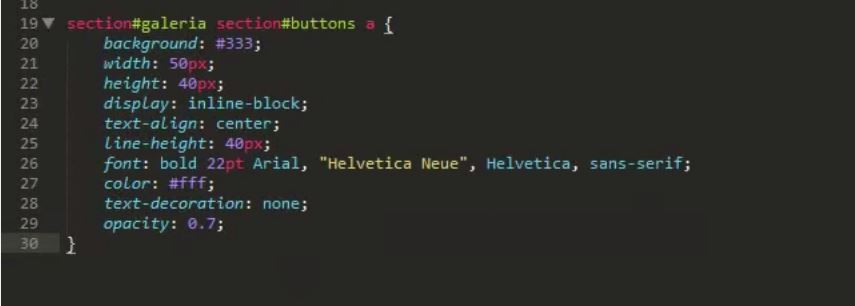 18
19 section#galeria section#buttons a {
20 background: #333;
21 width: 50px;
22 height: 40px;
23 display: inline-block;
24 text-align: center;
25 line-height: 40px;
26 font: bold 22pt Arial, "Helvetica Neue", Helvetica, sans-serif;
27 color: #fff;
28 text-decoration: none;
29 opacity: 0.7;
30 }